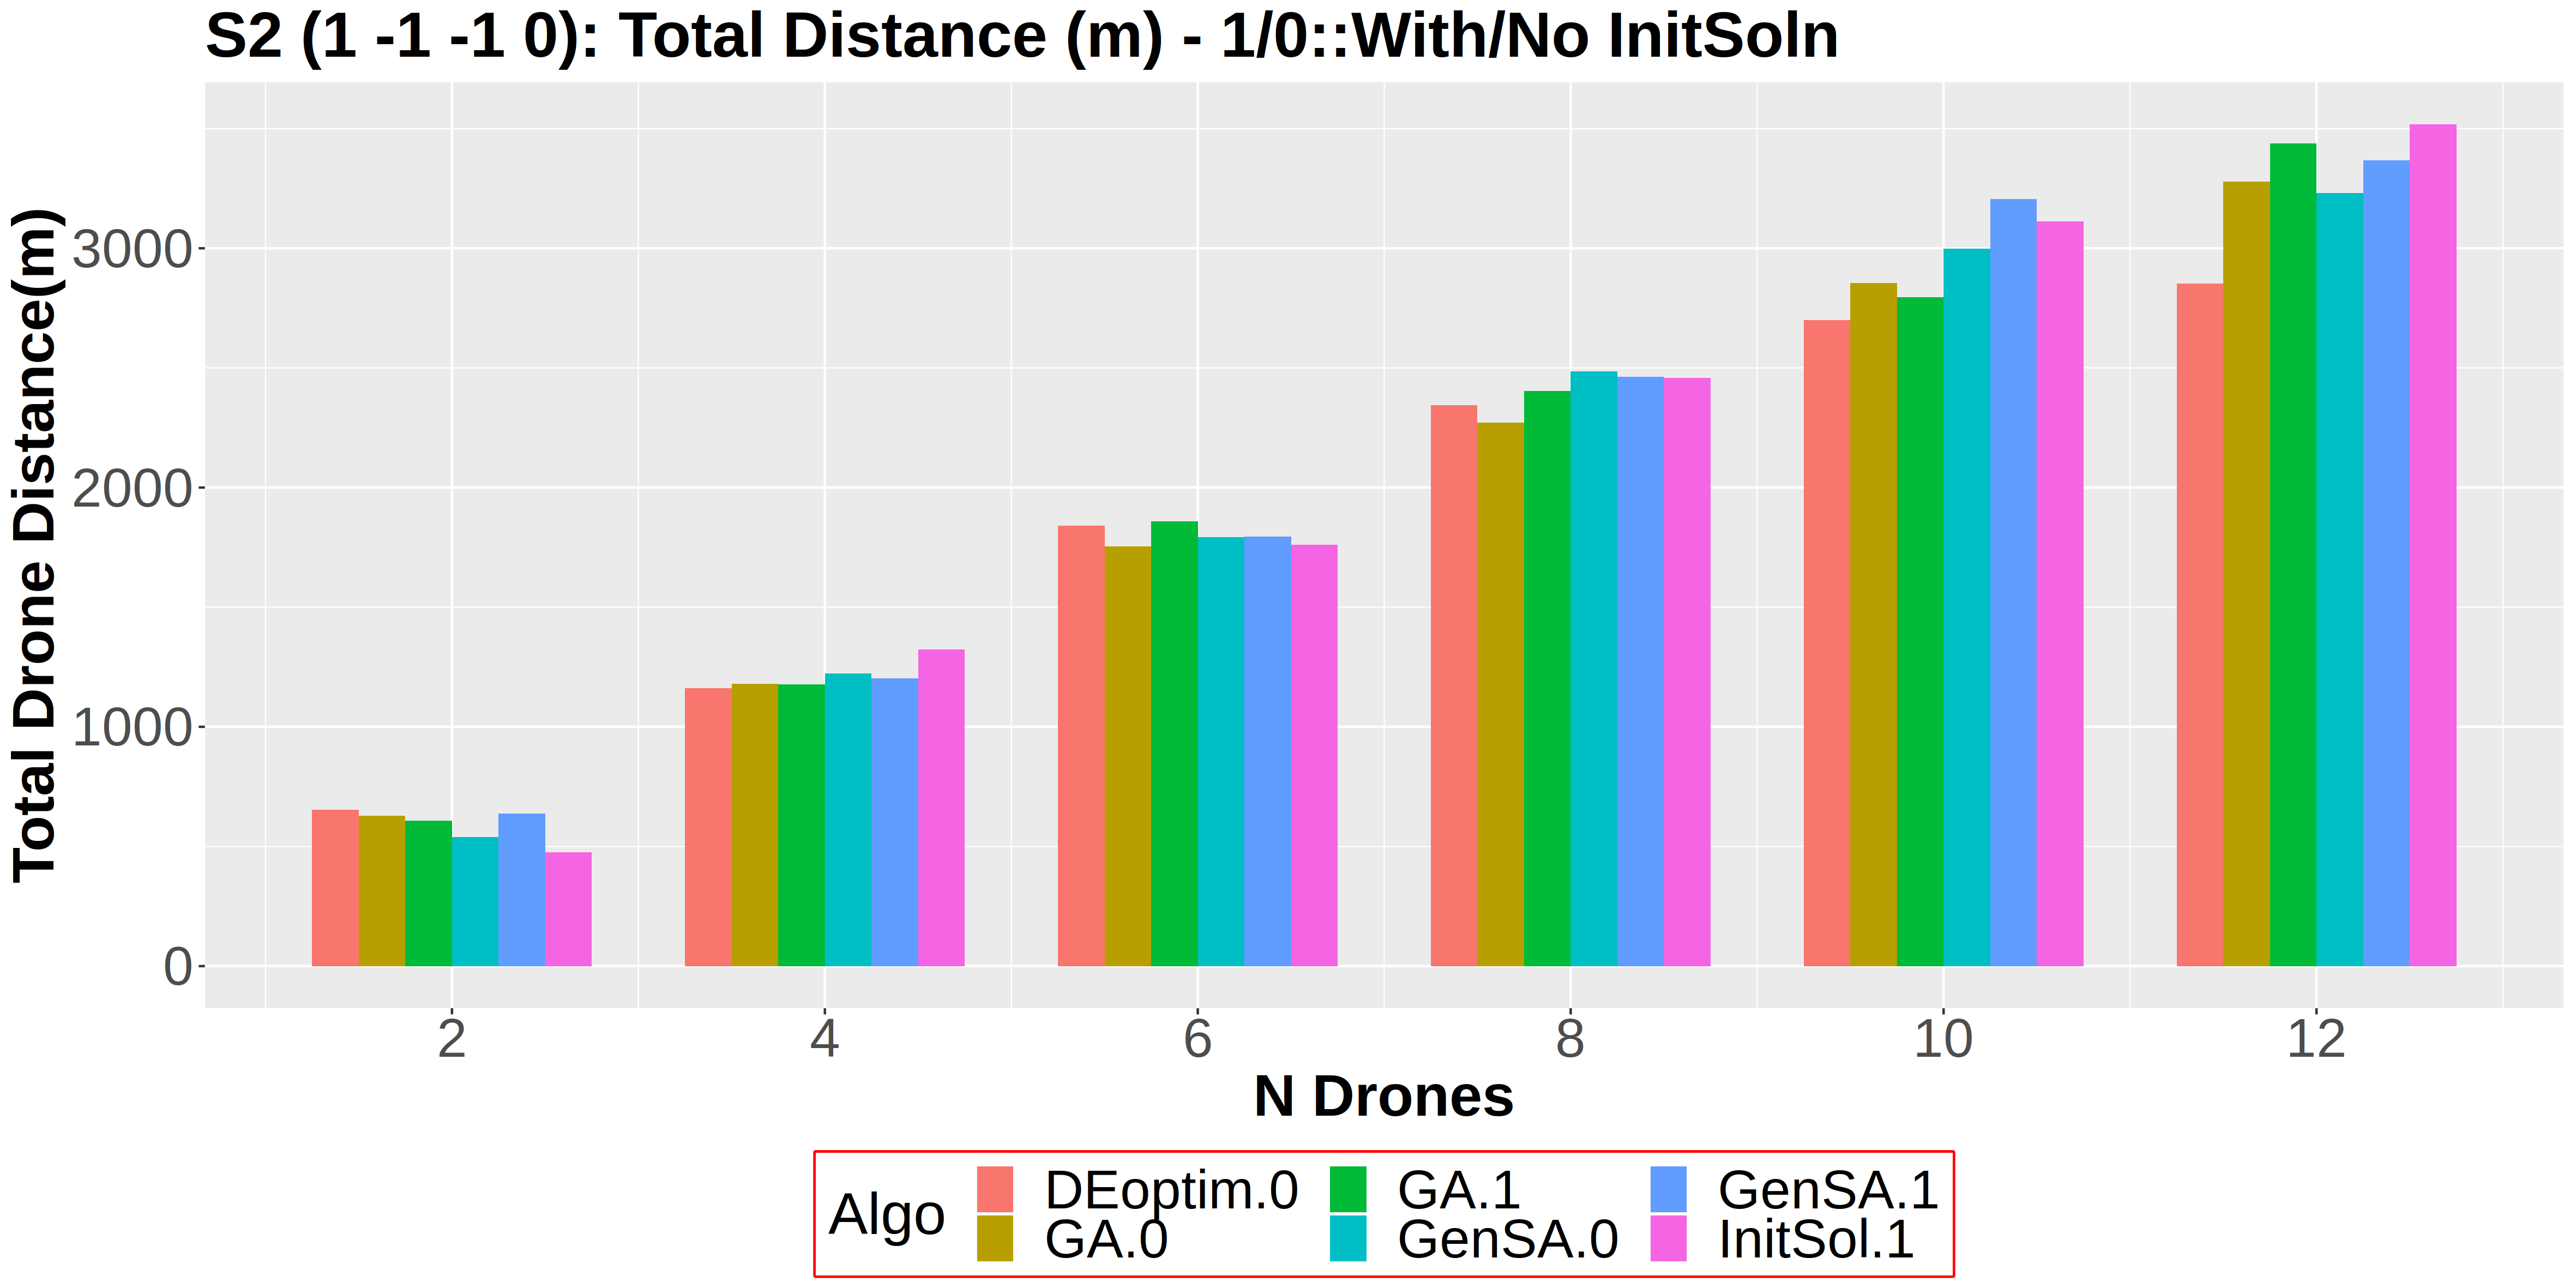 S2 (1 -1 -1 0): Total Distance (m) - 1/0::With/No InitSoln
Total Drone Distance(m)
3000
2000
1000
0
2 4 6 8 10 12
N Drones
Algo
DEoptim.0 GA.1 GenSA.1
GA.0 GenSA.0 InitSol.1